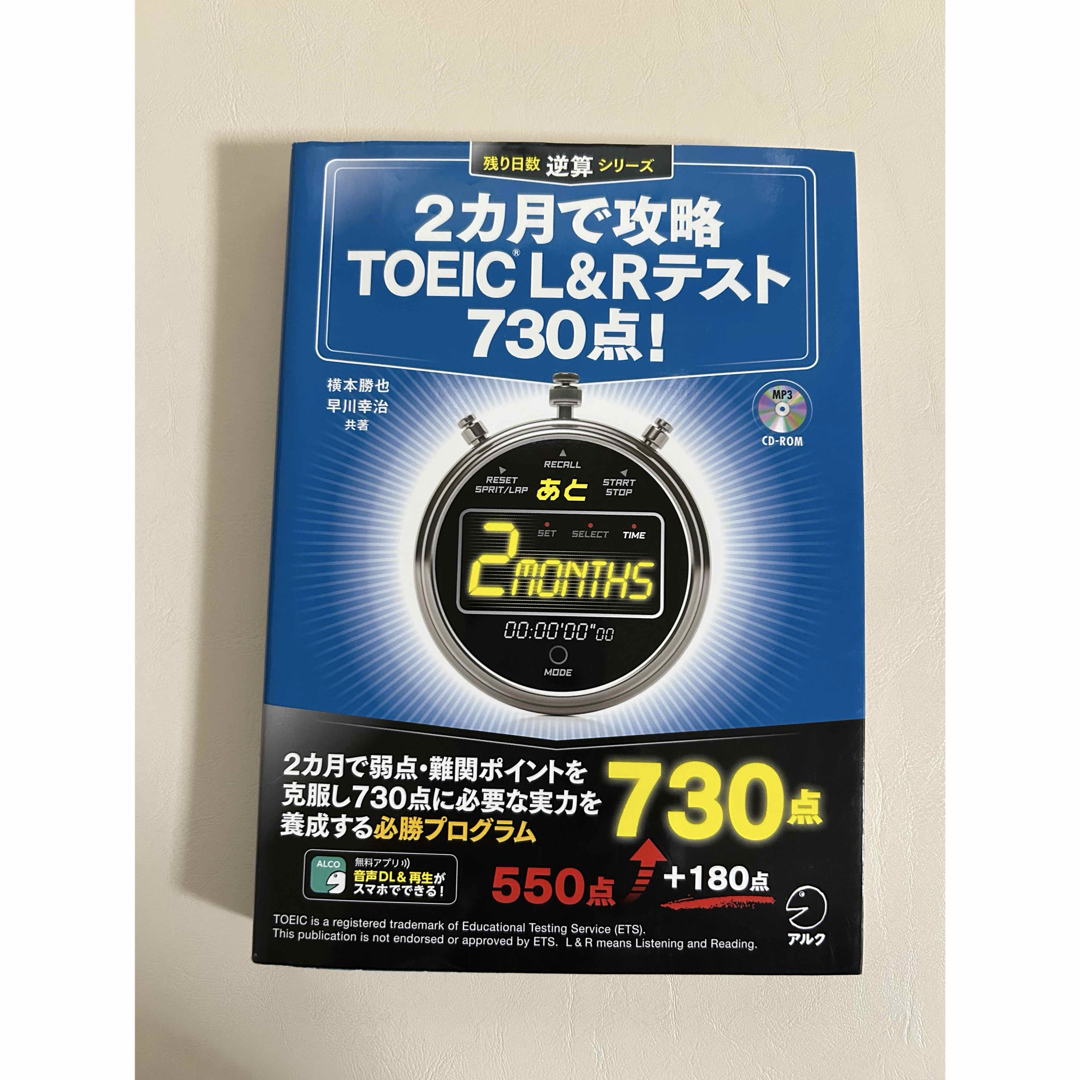 残り日数 逆算 シリーズ
2カ月で攻略
TOEIC® L&Rテスト
730点!
横本勝也
早川幸治
共著
MP3
CD-ROM
RECALL
RESET
SPRIT/LAP
あと
START
STOP
SET SELECT TIME
2MONTHS
00:00'00"00
MODE
2カ月で弱点・難関ポイントを
克服し730点に必要な実力を
養成する必勝プログラム
730点
ALCO
無料アプリ
音声DL&再生が
スマホでできる!
550点
+180点
アルク
TOEIC is a registered trademark of Educational Testing Service (ETS).
This publication is not endorsed or approved by ETS. L&R means Listening and Reading.